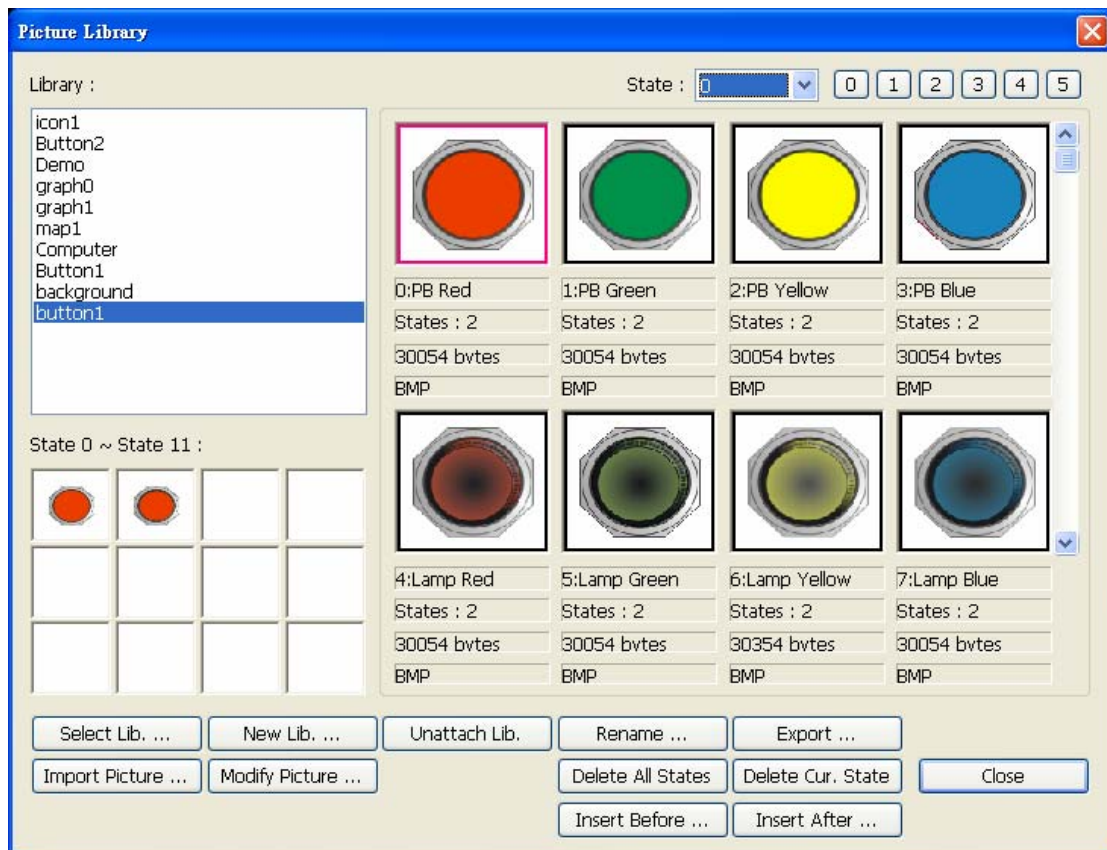 Picture Library
Library :
State : 0 0 1 2 3 4 5
icon1
Button2
Demo
graph0
graph1
map1
Computer
Button1
background
button1
0:PB Red 1:PB Green 2:PB Yellow 3:PB Blue
States : 2 States : 2 States : 2 States : 2
30054 bytes 30054 bytes 30054 bytes 30054 bytes
BMP BMP BMP BMP
State 0 ~ State 11 :
4:Lamp Red 5:Lamp Green 6:Lamp Yellow 7:Lamp Blue
States : 2 States : 2 States : 2 States : 2
30054 bytes 30054 bytes 30354 bytes 30054 bytes
BMP BMP BMP BMP
Select Lib. ... New Lib. ... Unattach Lib. Rename ... Export ...
Import Picture ... Modify Picture ... Delete All States Delete Cur. State Close
Insert Before ... Insert After ...